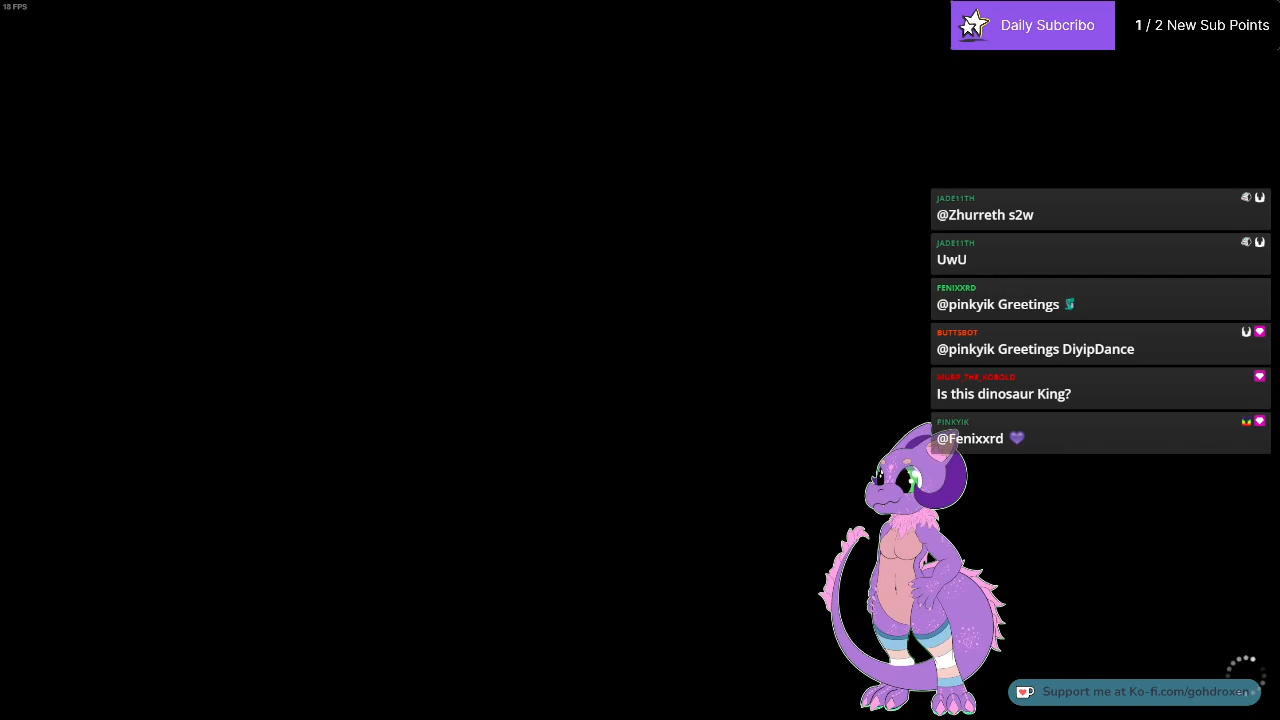 18 FPS
Daily Subcribo
1 / 2 New Sub Points
JADE11TH
@Zhurreth s2w
JADE11TH
UwU
FENIXXRD
@pinkyik Greetings
BUTTSBOT
@pinkyik Greetings DiyipDance
MURP_THE_KOBOLD
Is this dinosaur King?
PINKYIK
@Fenixxrd 💜
Support me at Ko-fi.com/gohdroxen